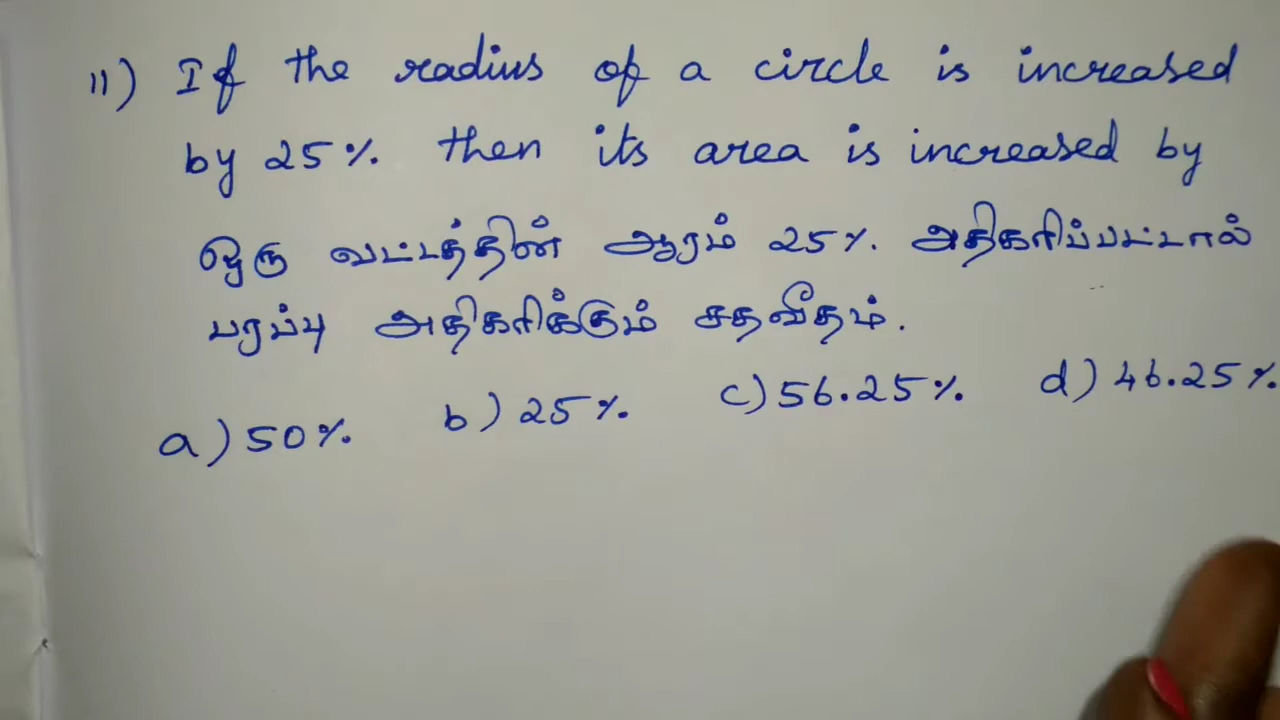 11) If the radius of a circle is increased
by 25%. then its area is increased by
ஒரு வட்டத்தின் ஆரம் 25%. அதிகரிப்பட்டால்
பரப்பு அதிகரிக்கும் சதவீதம்.
a) 50%. b) 25%. c) 56.25%. d) 46.25%.